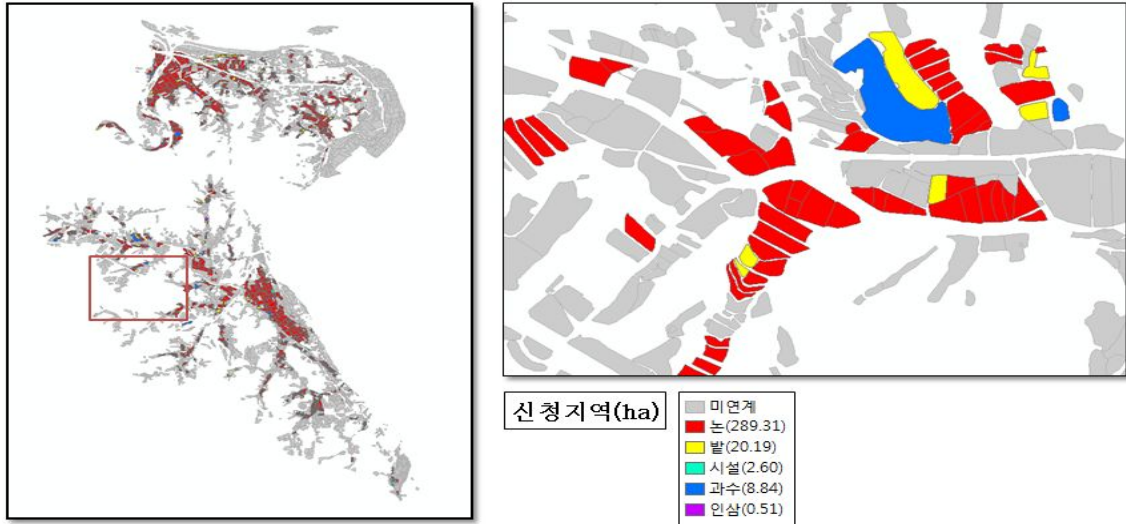 신청지역(ha)
미연계
논(289.31)
밭(20.19)
시설(2.60)
과수(8.84)
인삼(0.51)